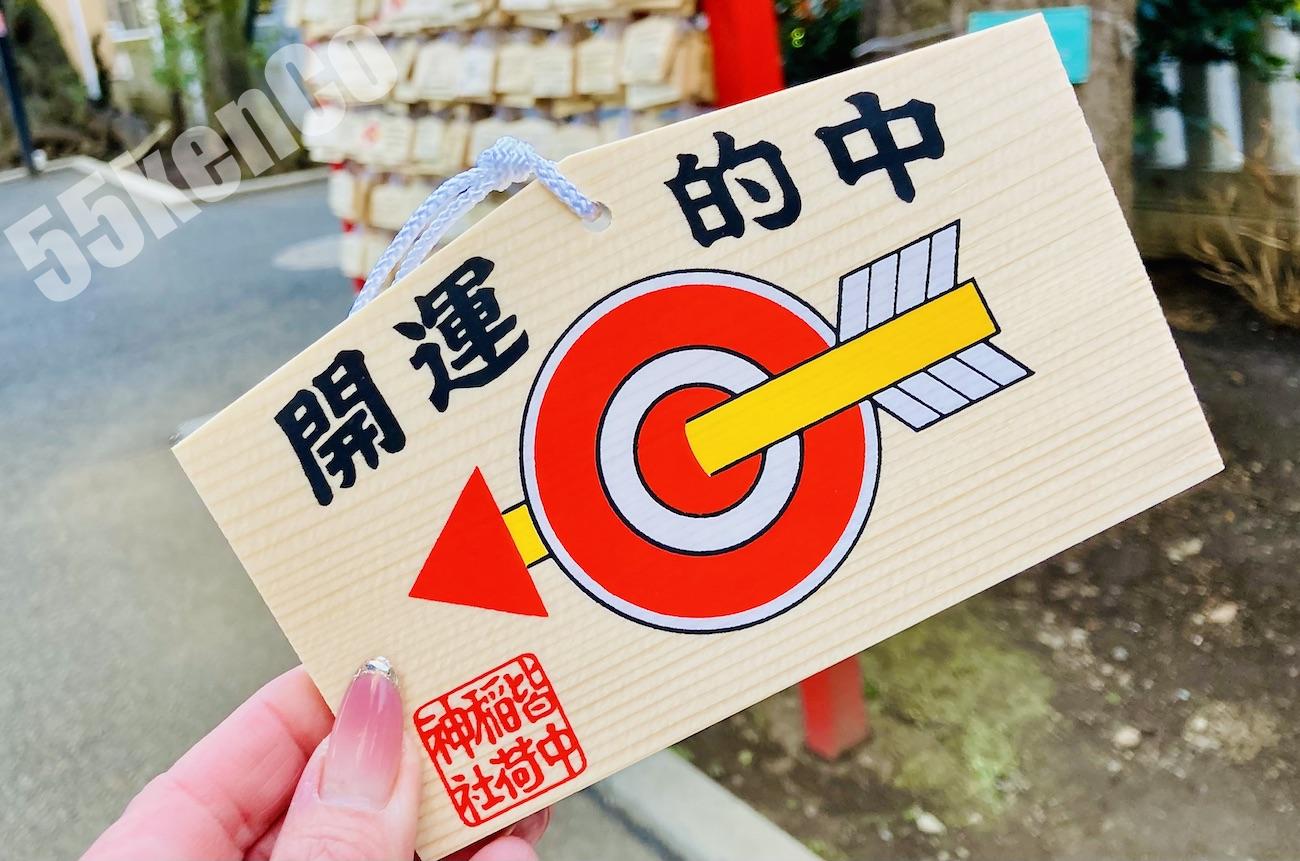 55kenCo
開運 的中
皆中
稲荷
神社